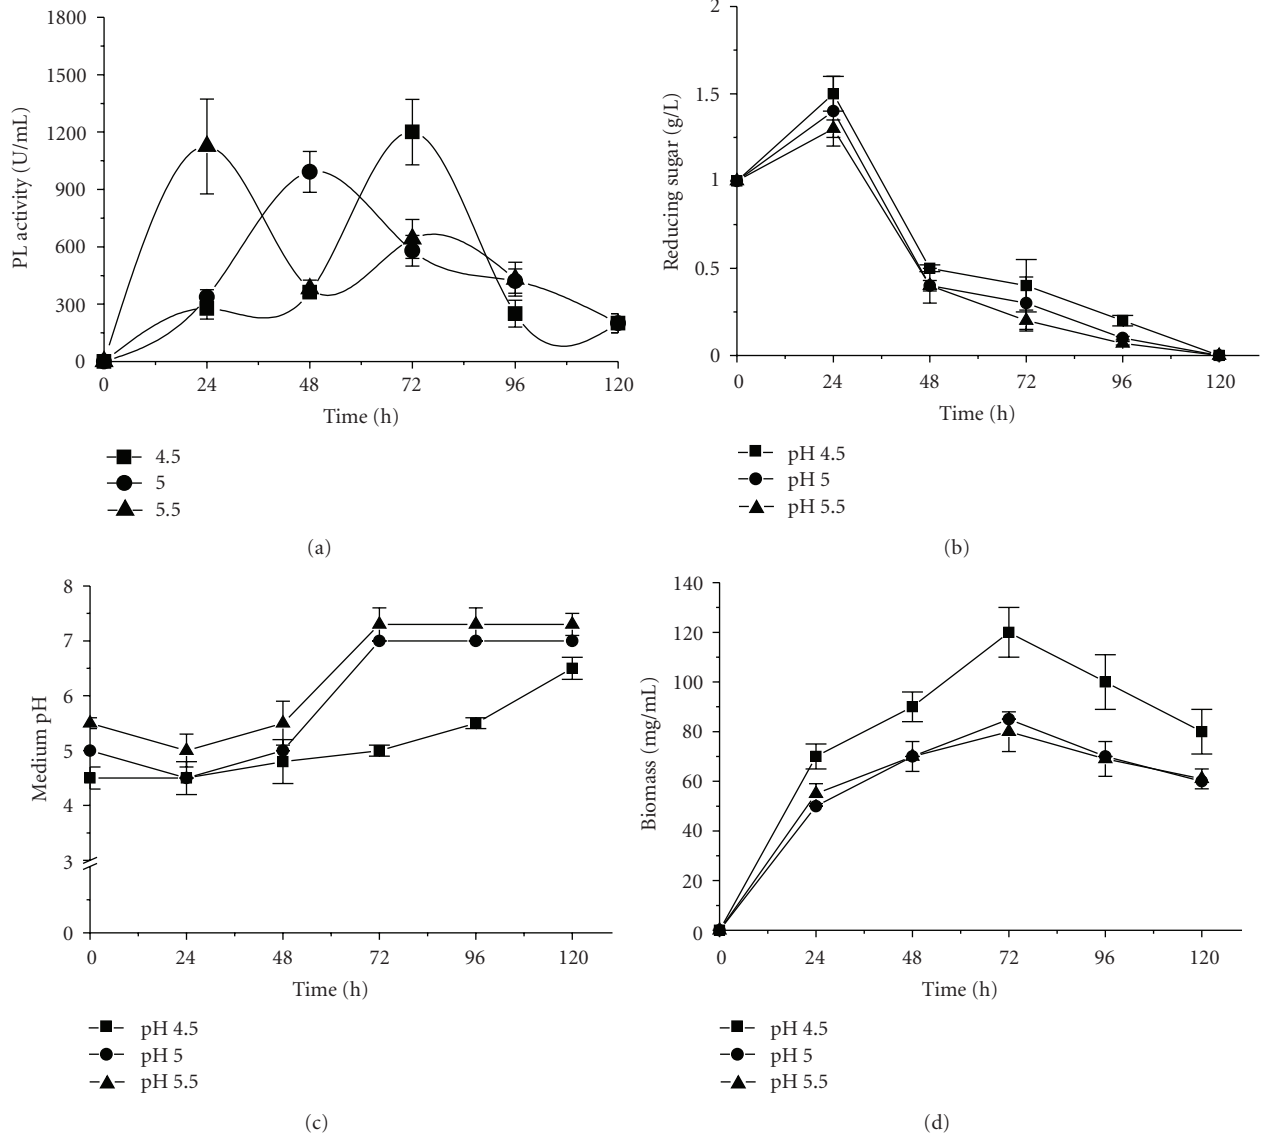 1800
1500
1200
900
600
300
0
PL activity (U/mL)
0 24 48 72 96 120
Time (h)
4.5
5
5.5
(a)
2
1.5
1
0.5
0
Reducing sugar (g/L)
0 24 48 72 96 120
Time (h)
pH 4.5
pH 5
pH 5.5
(b)
8
7
6
5
4
3
0
Medium pH
0 24 48 72 96 120
Time (h)
pH 4.5
pH 5
pH 5.5
(c)
140
120
100
80
60
40
20
0
Biomass (mg/mL)
0 24 48 72 96 120
Time (h)
pH 4.5
pH 5
pH 5.5
(d)